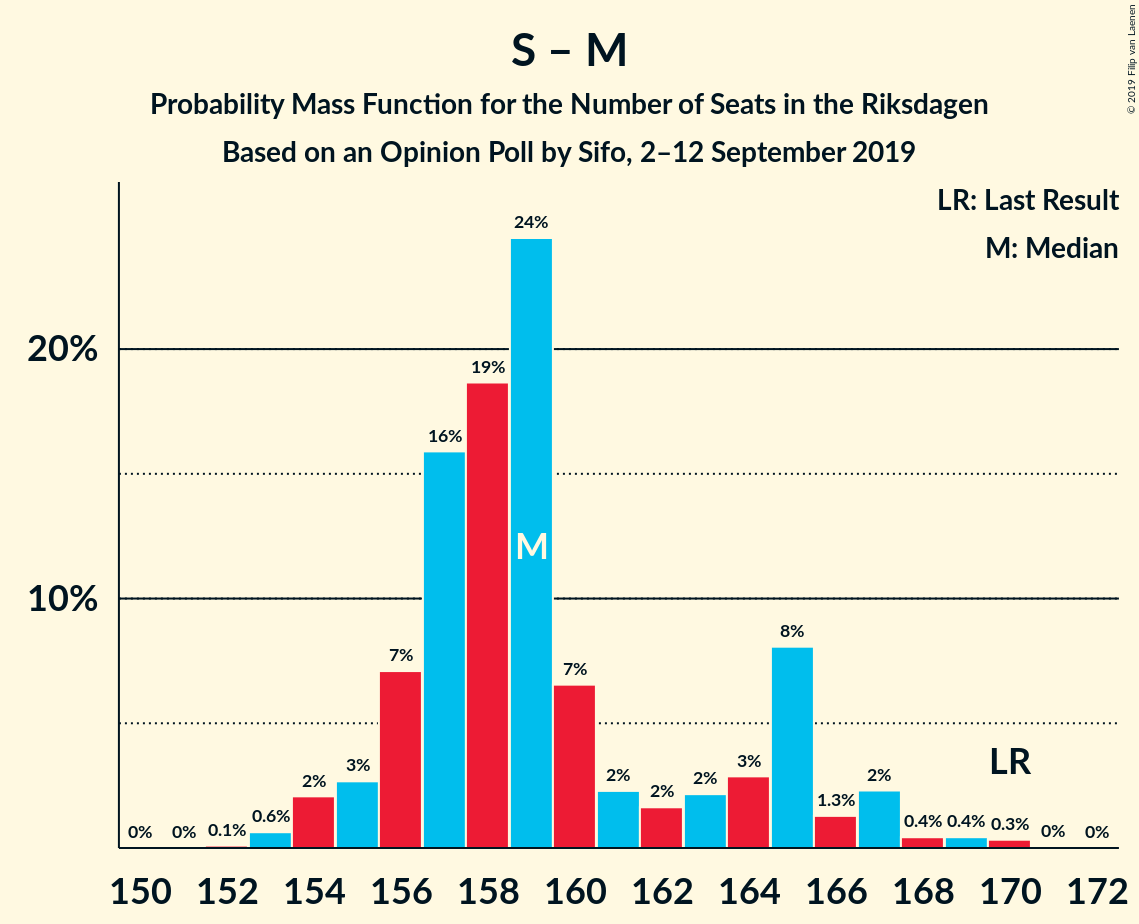 S – M
Probability Mass Function for the Number of Seats in the Riksdagen
Based on an Opinion Poll by Sifo, 2–12 September 2019
© 2019 Filip van Laenen
LR: Last Result
M: Median
20%
10%
0%
0%
0.1%
0.6%
2%
3%
7%
16%
19%
24%
M
7%
2%
2%
2%
3%
8%
1.3%
2%
0.4%
0.4%
0.3%
LR
0%
0%
150 152 154 156 158 160 162 164 166 168 170 172